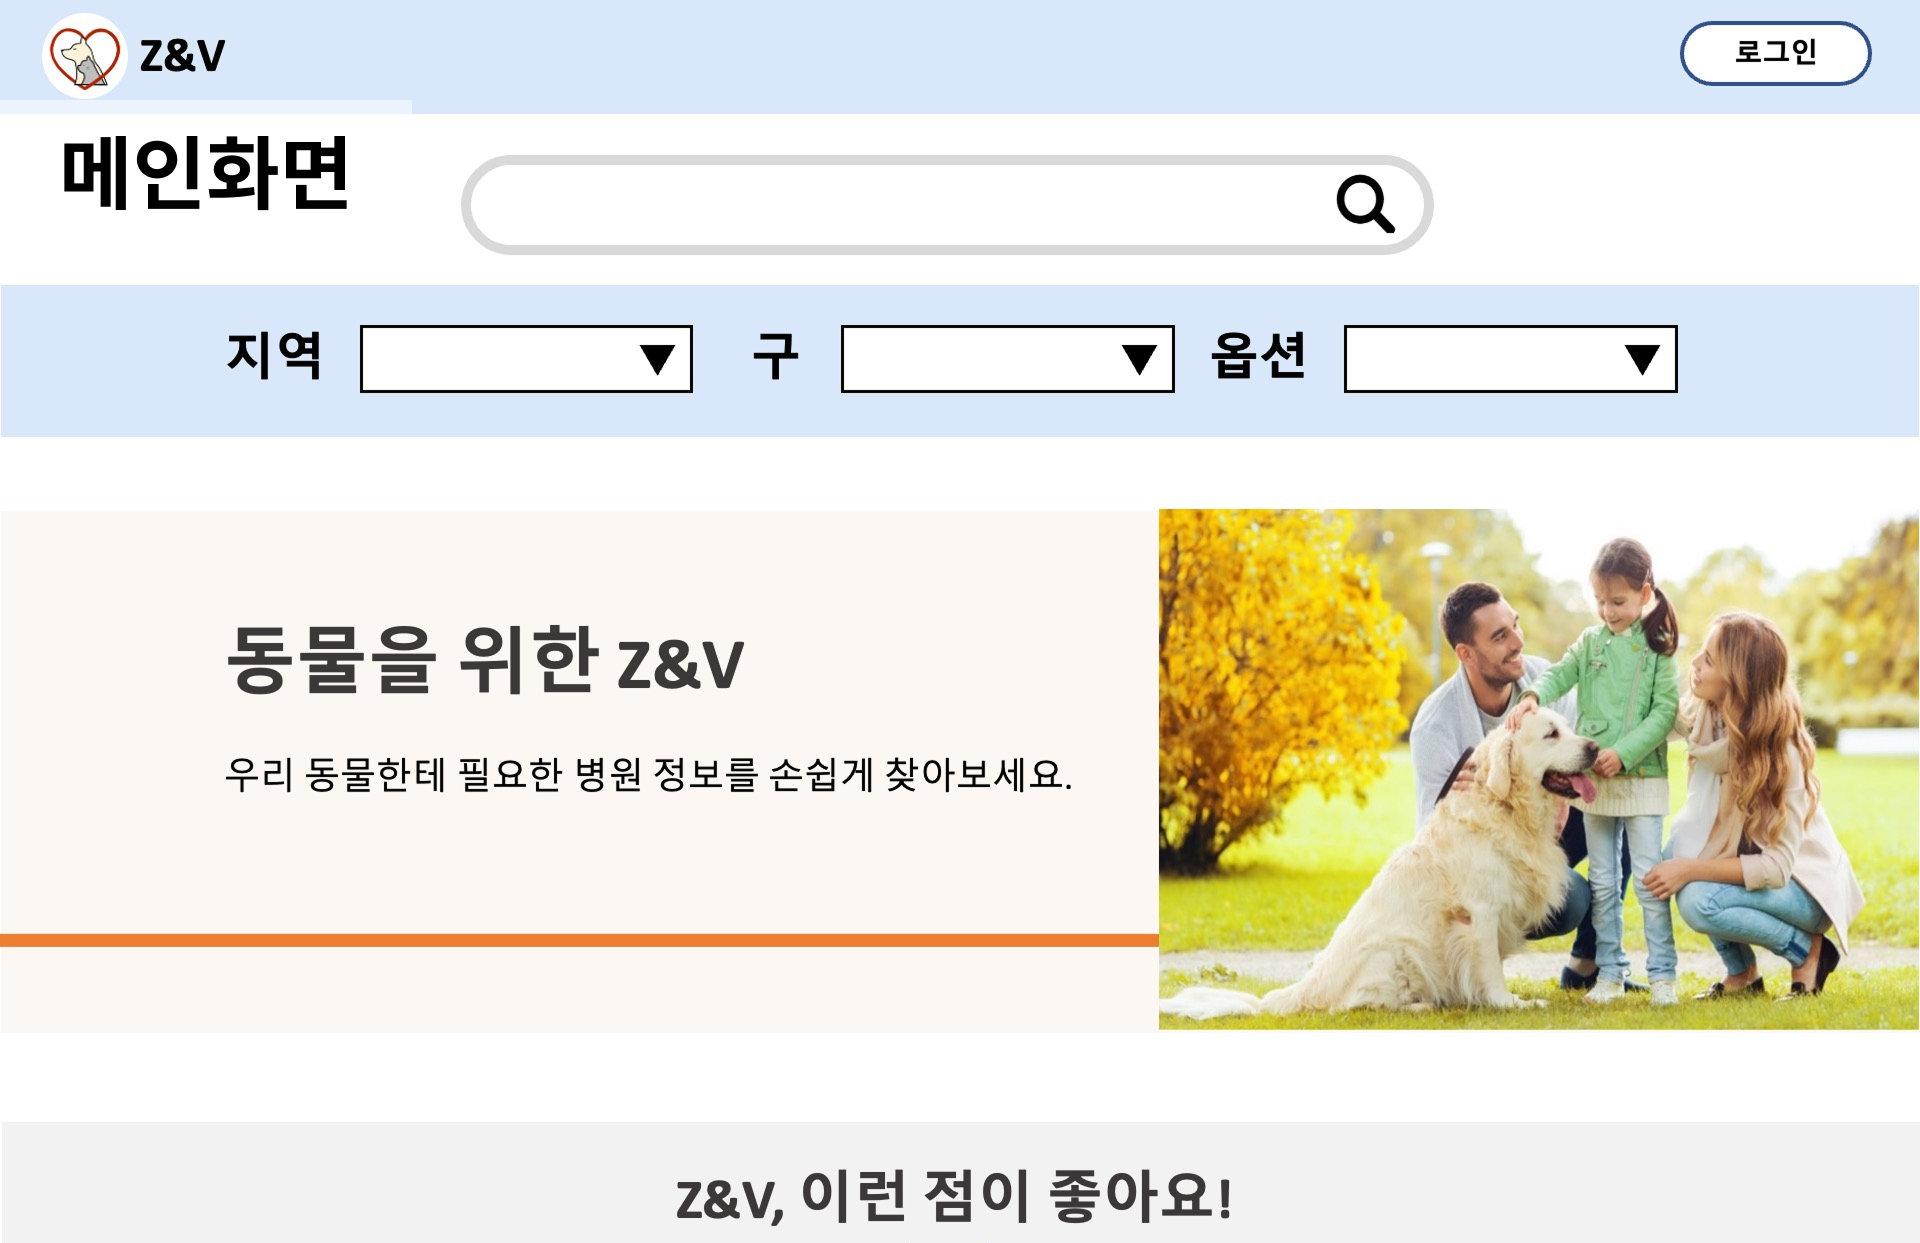 Z&V
로그인
메인화면
지역
구
옵션
동물을 위한 Z&V
우리 동물한테 필요한 병원 정보를 손쉽게 찾아보세요.
Z&V, 이런 점이 좋아요!